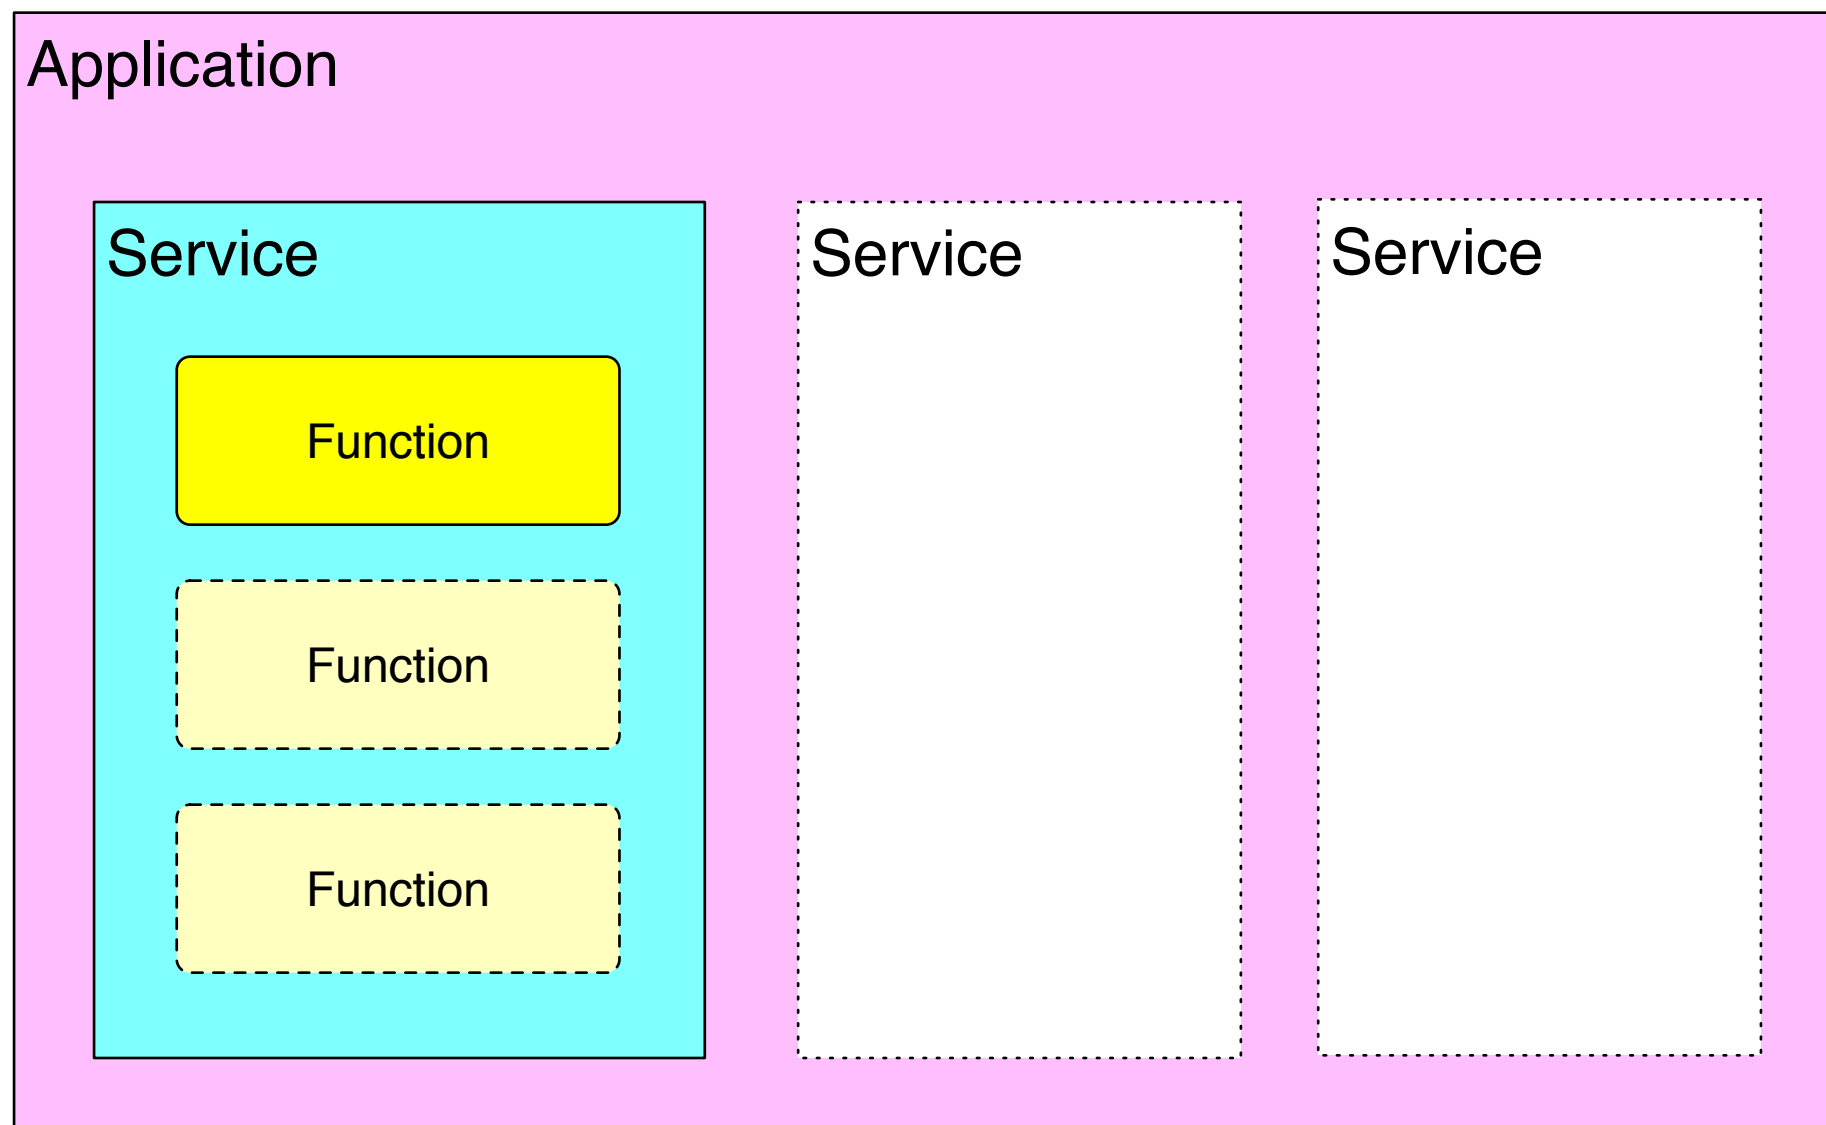 Application
Service
Function
Function
Function
Service
Service